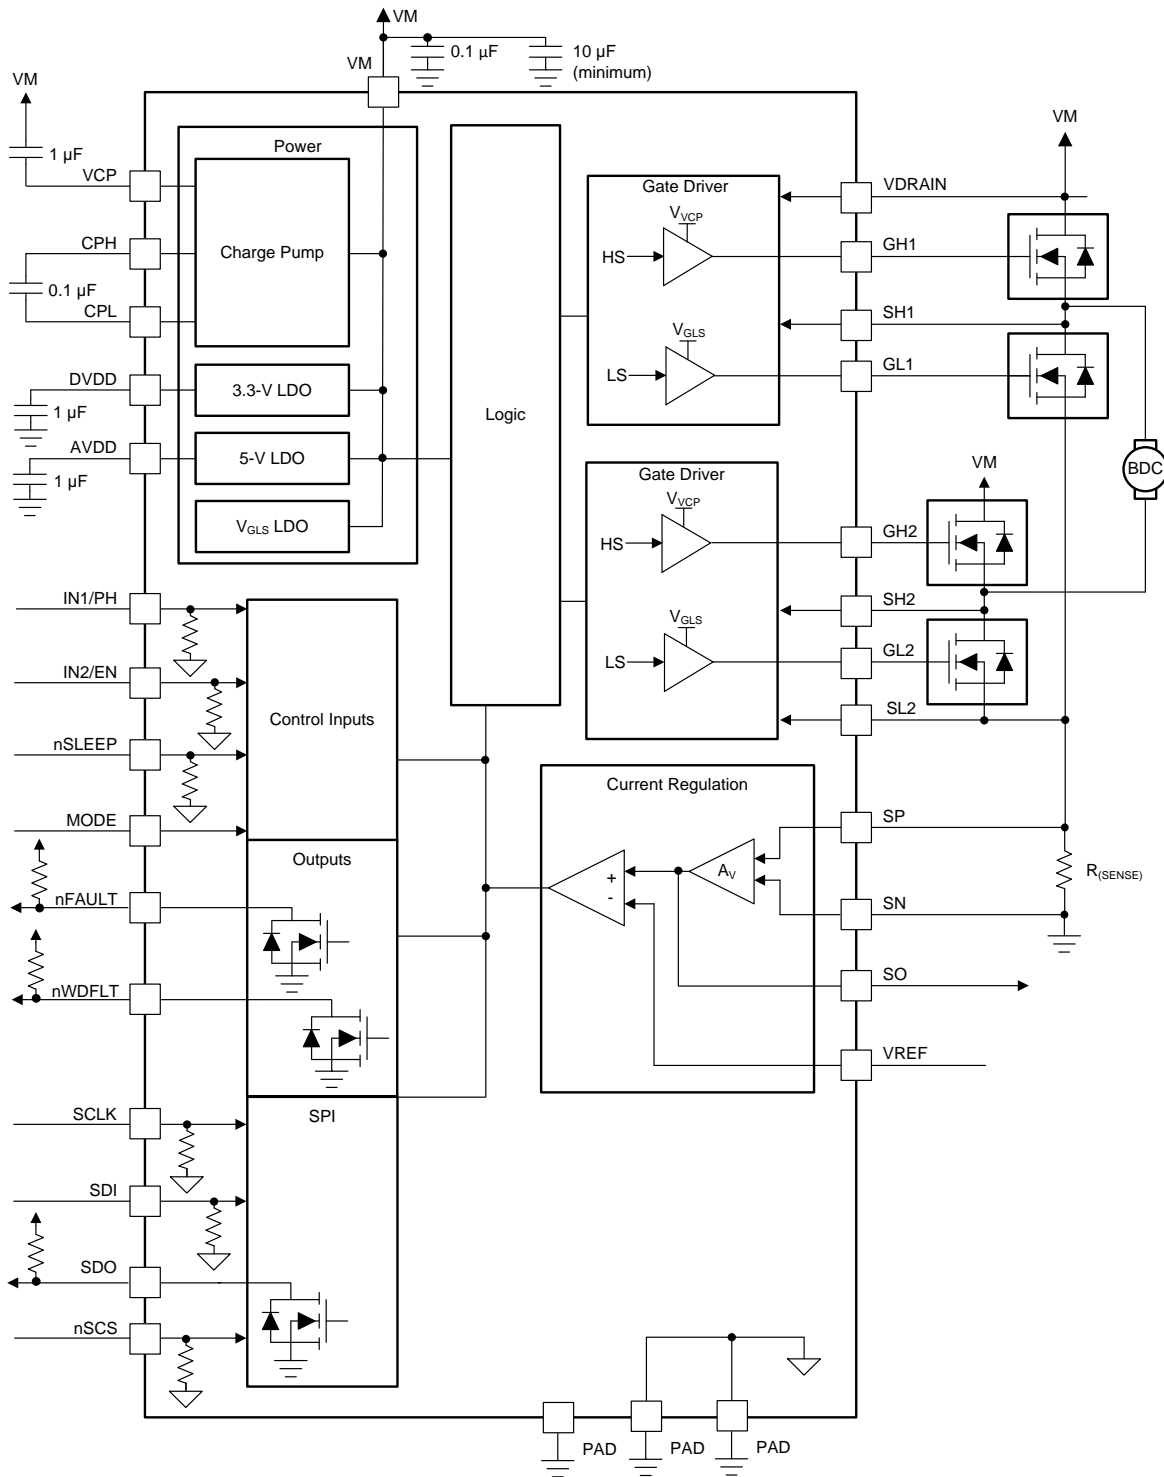 VM
VM
0.1 µF
10 µF
(minimum)
VM
1 µF
VCP
CPH
0.1 µF
CPL
DVDD
1 µF
AVDD
1 µF
Power
Charge Pump
3.3-V LDO
5-V LDO
VGLS LDO
Logic
Gate Driver
VVCP
HS
VGLS
LS
Gate Driver
VVCP
HS
VGLS
LS
VM
VDRAIN
GH1
SH1
GL1
BDC
VM
GH2
SH2
GL2
SL2
IN1/PH
IN2/EN
nSLEEP
MODE
Control Inputs
nFAULT
nWDFLT
Outputs
SCLK
SDI
SDO
nSCS
SPI
Current Regulation
+
-
AV
SP
R(SENSE)
SN
SO
VREF
PAD
PAD
PAD